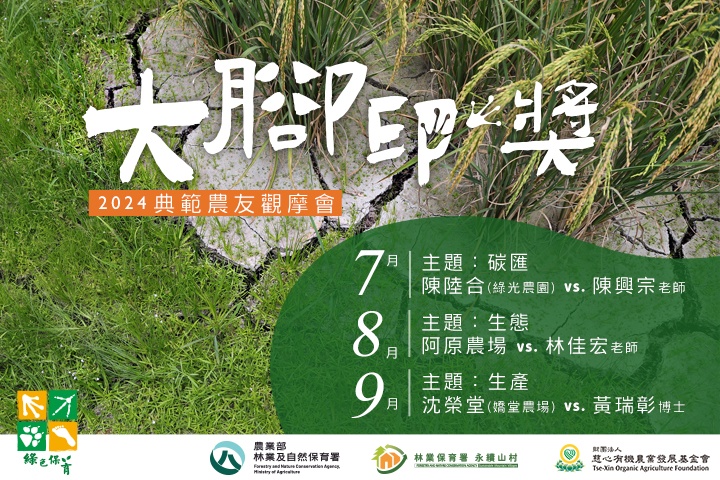 大腳印獎
2024 典範農友觀摩會
7月
主題：碳匯
陳陸合(綠光農園) vs. 陳興宗老師
8月
主題：生態
阿原農場 vs. 林佳宏老師
9月
主題：生產
沈榮堂(嬌堂農場) vs. 黃瑞彰博士
綠色保育
農業部
林業及自然保育署
Forestry and Nature Conservation Agency,
Ministry of Agriculture
林業保育署 永續山村
財團法人
慈心有機農業發展基金會
Tse-Xin Organic Agriculture Foundation